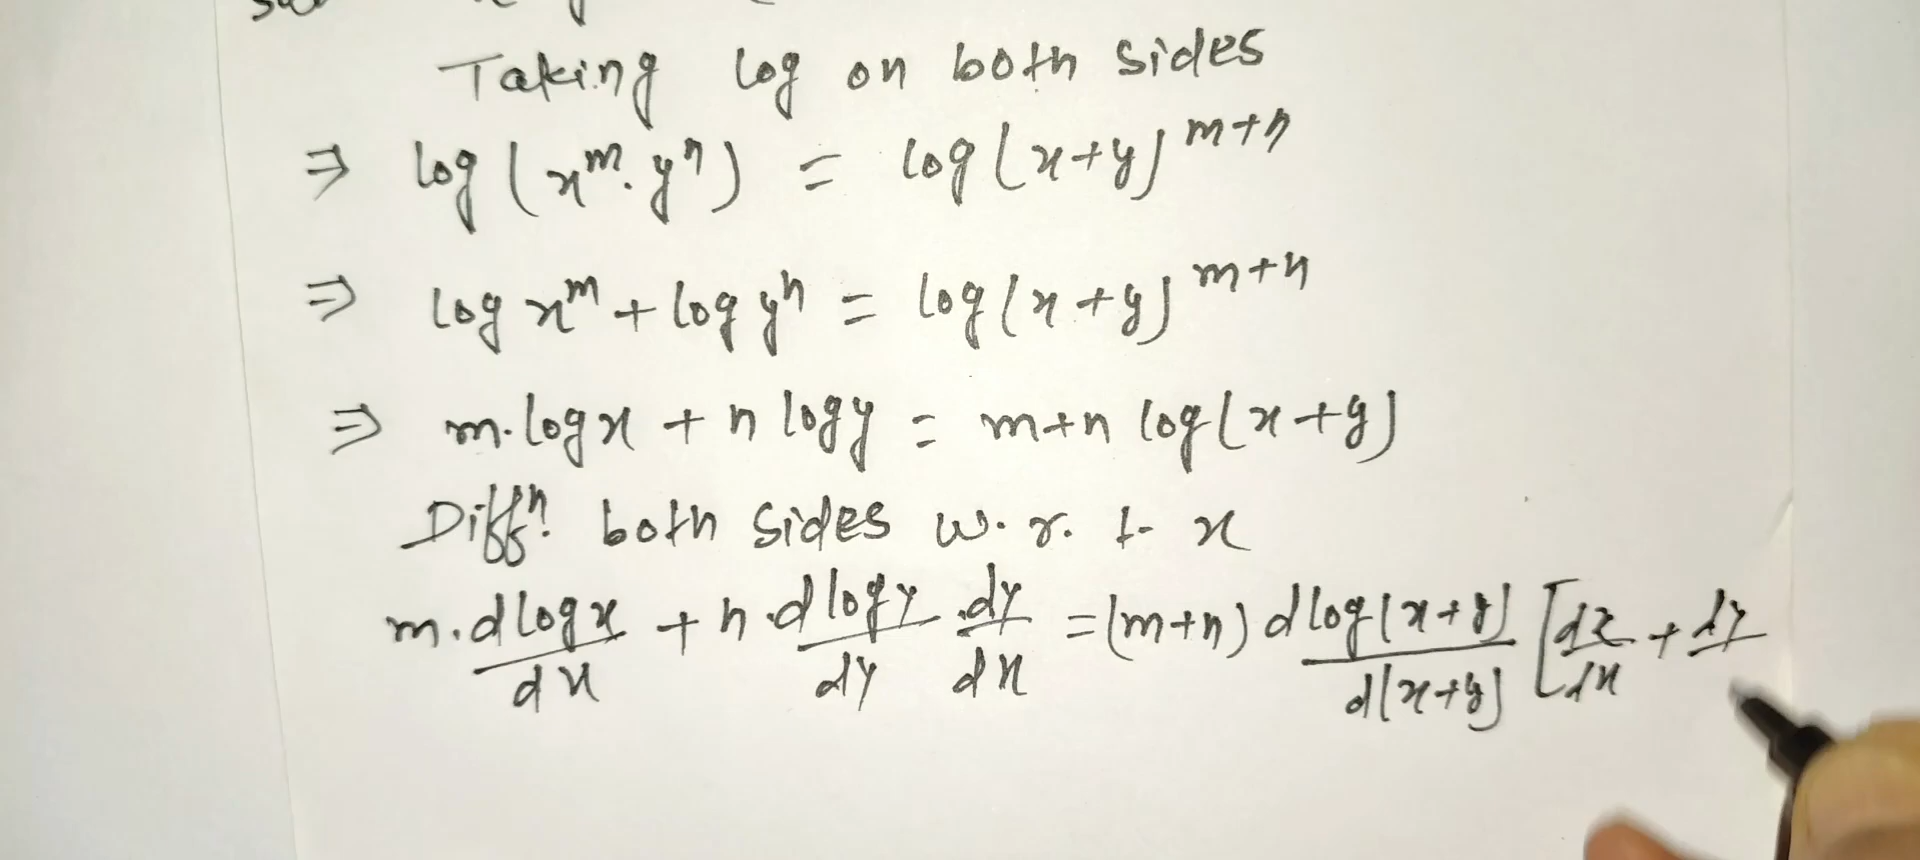 Taking log on both sides
⇒ log (x^m . y^n) = log (x+y)^m+n
⇒ log x^m + log y^n = log (x+y)^m+n
⇒ m. log x + n log y = m+n log (x+y)
Diff^n. both sides w. r. t. x
m. d log x / dx + n . d log y / dy . dy / dx = (m+n) d log (x+y) / d(x+y) [dx / dx + dy